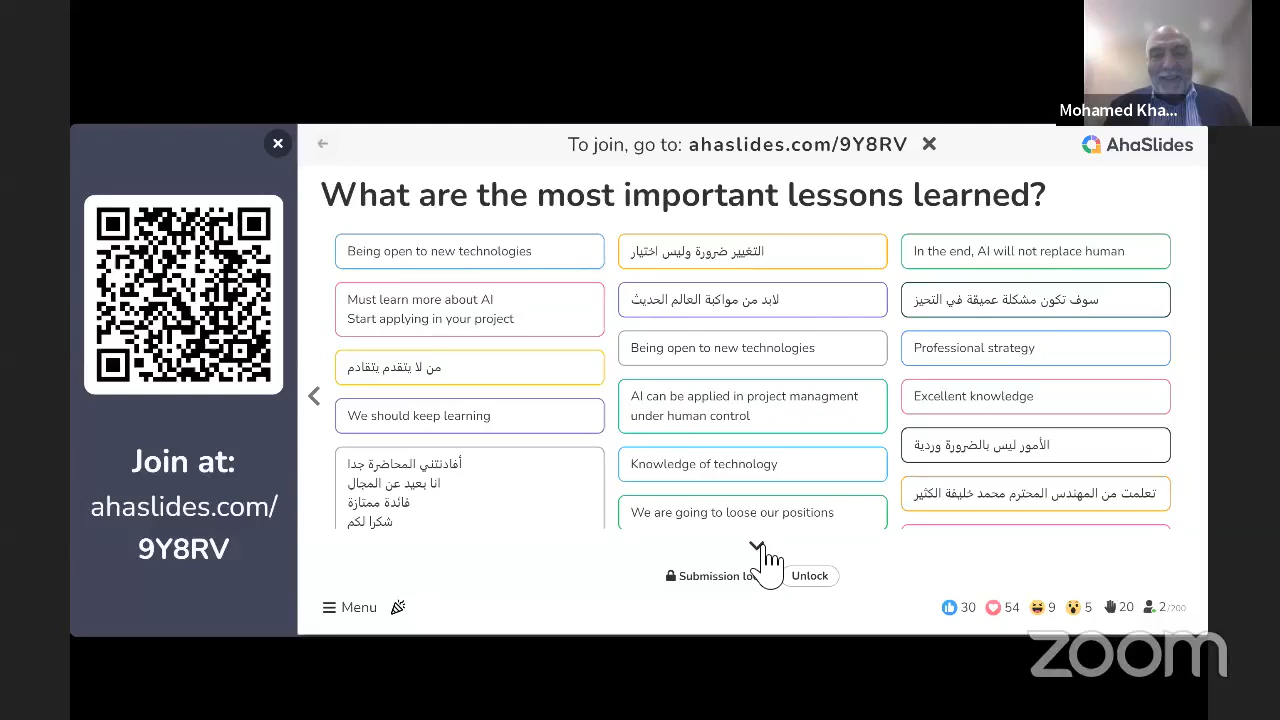 Mohamed Kha...
To join, go to: ahaslides.com/9Y8RV
AhaSlides
Join at:
ahaslides.com/
9Y8RV
What are the most important lessons learned?
Being open to new technologies
Must learn more about AI
Start applying in your project
من لا يتقدم يتقادم
We should keep learning
أفادنتني المحاضرة جدا
انا بعيد عن المجال
فائدة ممتازة
شكرا لكم
التغيير ضرورة وليس اختيار
لابد من مواكبة العالم الحديث
Being open to new technologies
AI can be applied in project managment
under human control
Knowledge of technology
We are going to loose our positions
In the end, AI will not replace human
سوف تكون مشكلة عميقة في التحيز
Professional strategy
Excellent knowledge
الأمور ليس بالضرورة وردية
تعلمت من المهندس المحترم محمد خليفة الكثير
Submission lo
Unlock
Menu
30 54 9 5 20 2/200
zoom